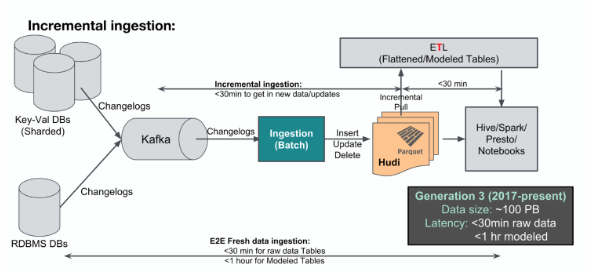 Incremental ingestion:
ETL
(Flattened/Modeled Tables)
Incremental ingestion:
<30min to get in new data/updates
<30 min
Incremental
Pull
Key-Val DBs
(Sharded)
Changelogs
Kafka
Changelogs
Ingestion
(Batch)
Insert
Update
Delete
Parquet
Hudi
Hive/Spark/
Presto/
Notebooks
Changelogs
RDBMS DBs
Generation 3 (2017-present)
Data size: ~100 PB
Latency: <30min raw data
<1 hr modeled
E2E Fresh data ingestion:
<30 min for raw data Tables
<1 hour for Modeled Tables